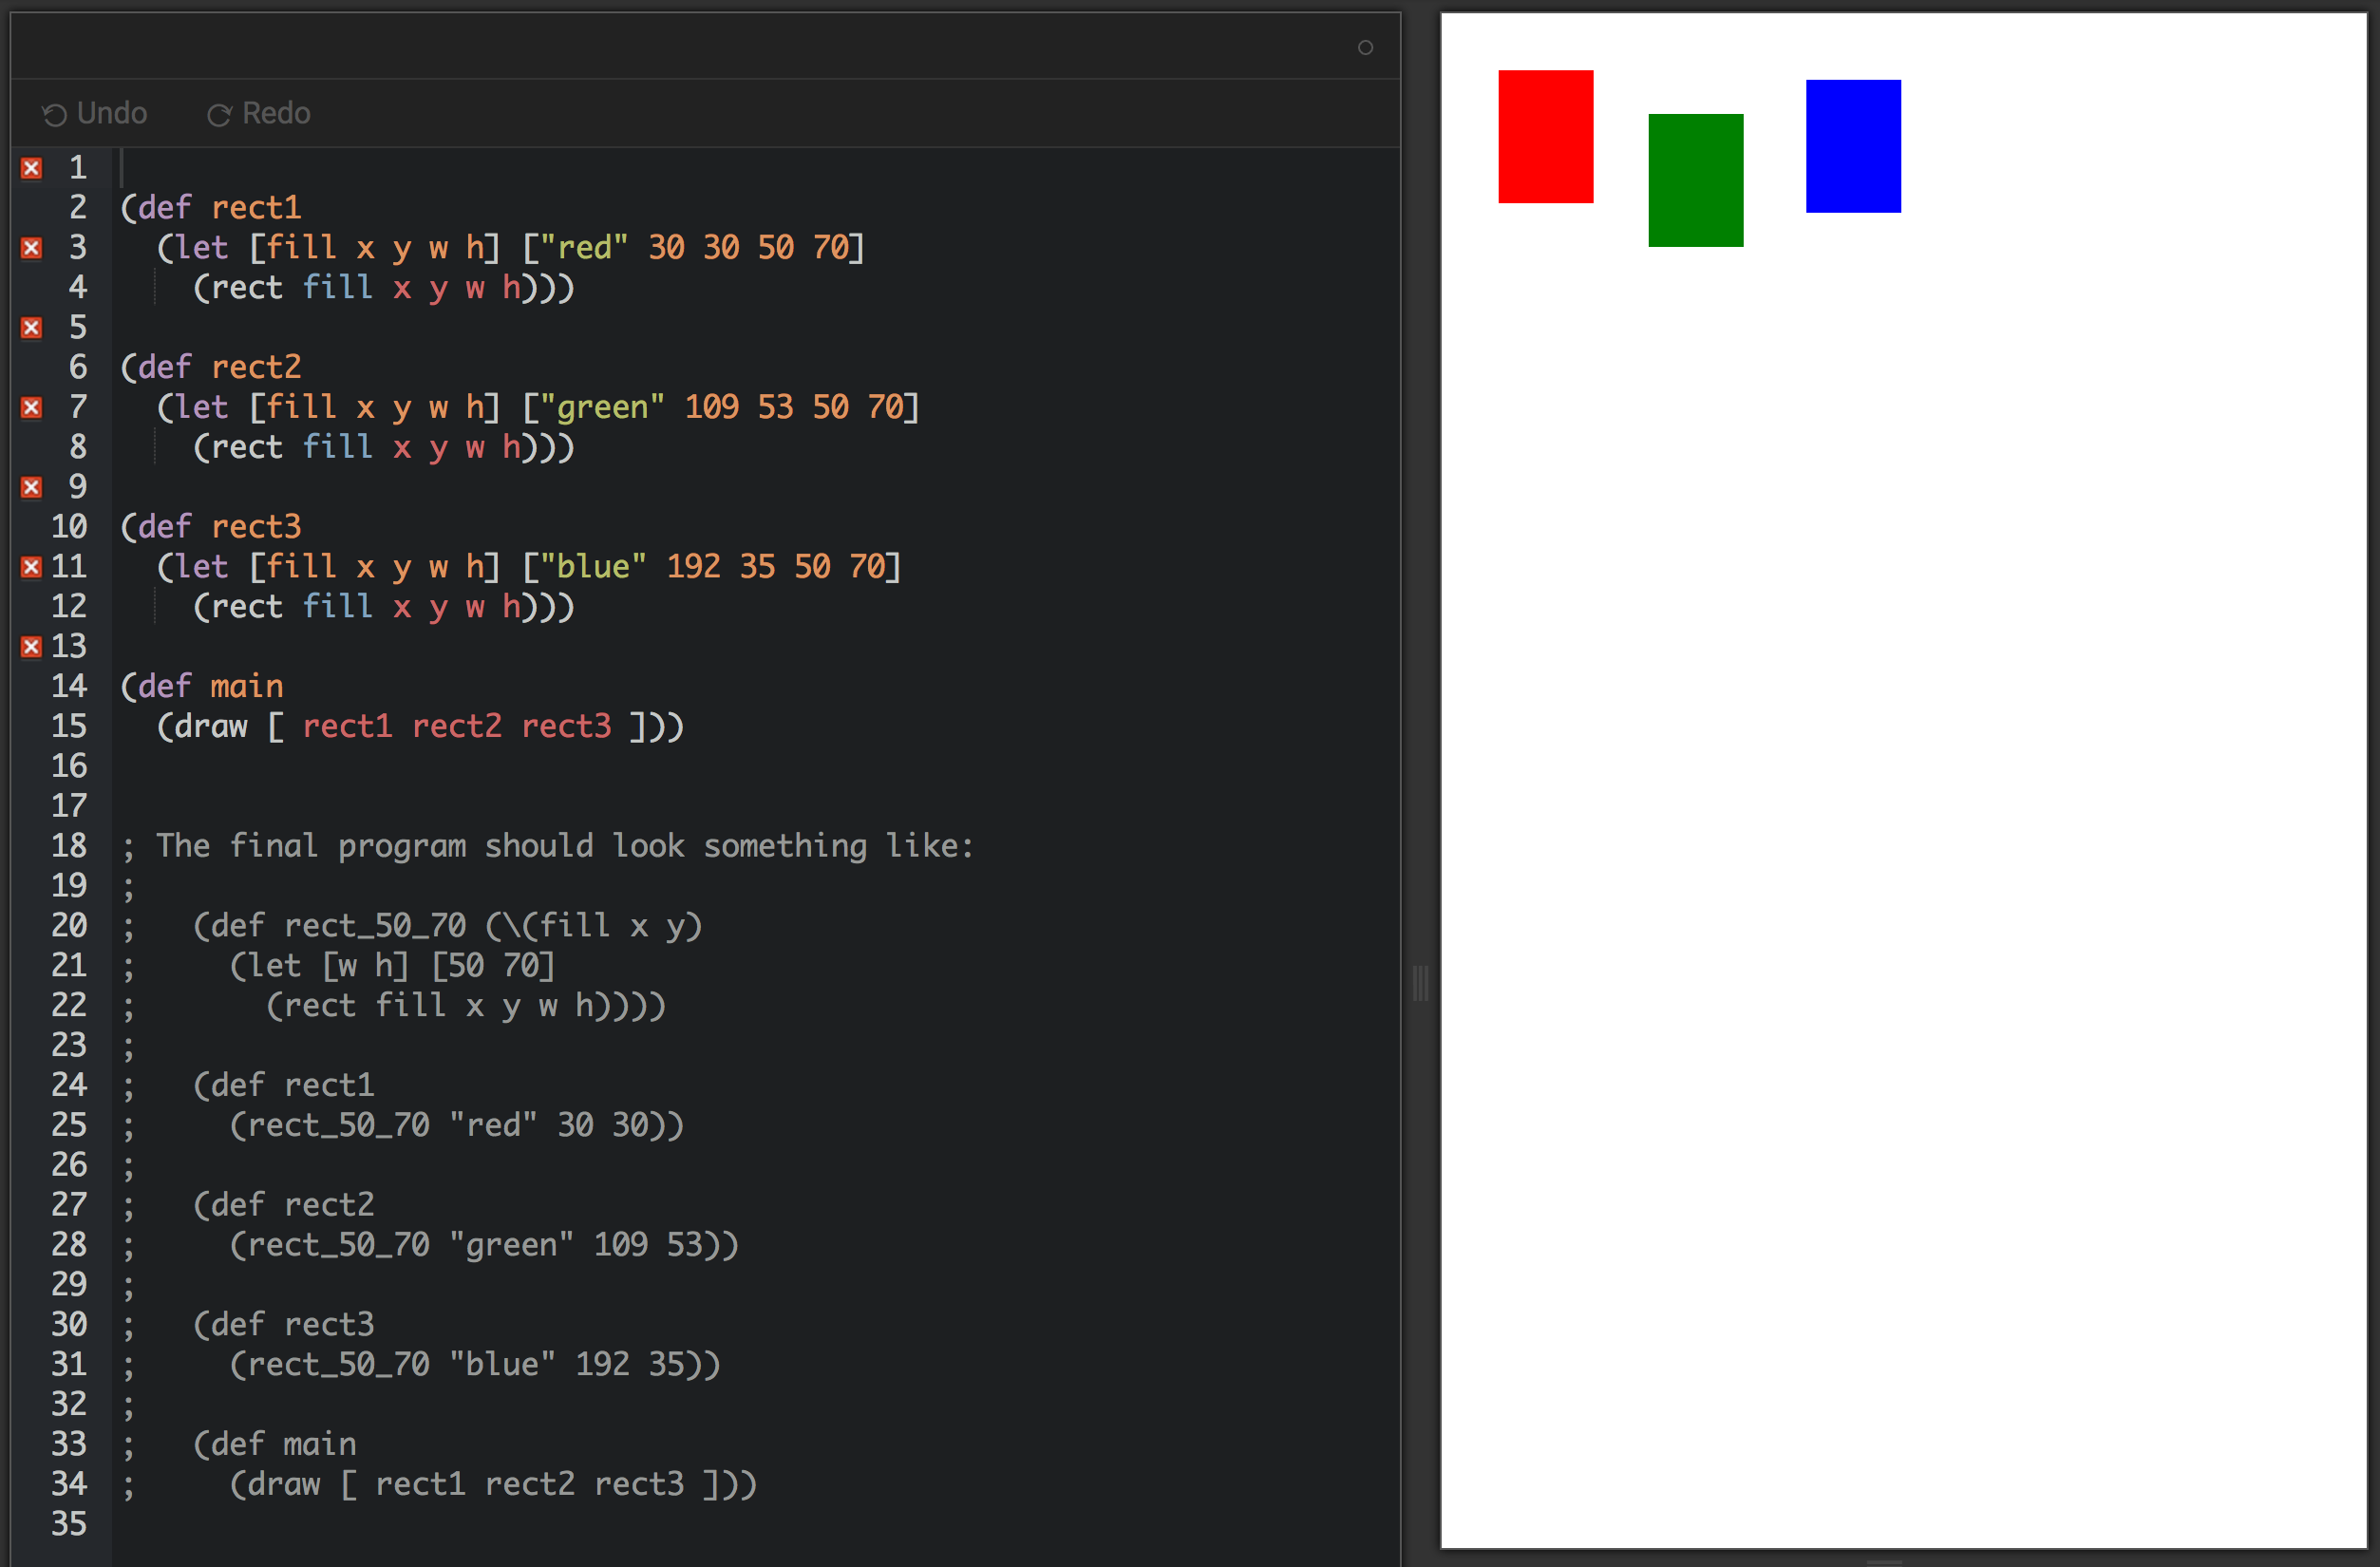 Undo Redo
1
2 (def rect1
3   (let [fill x y w h] ["red" 30 30 50 70]
4     (rect fill x y w h)))
5
6 (def rect2
7   (let [fill x y w h] ["green" 109 53 50 70]
8     (rect fill x y w h)))
9
10 (def rect3
11   (let [fill x y w h] ["blue" 192 35 50 70]
12     (rect fill x y w h)))
13
14 (def main
15   (draw [ rect1 rect2 rect3 ]))
16
17
18 ; The final program should look something like:
19 ;
20 ;   (def rect_50_70 (\(fill x y)
21 ;     (let [w h] [50 70]
22 ;       (rect fill x y w h))))
23 ;
24 ;   (def rect1
25 ;     (rect_50_70 "red" 30 30))
26 ;
27 ;   (def rect2
28 ;     (rect_50_70 "green" 109 53))
29 ;
30 ;   (def rect3
31 ;     (rect_50_70 "blue" 192 35))
32 ;
33 ;   (def main
34 ;     (draw [ rect1 rect2 rect3 ]))
35